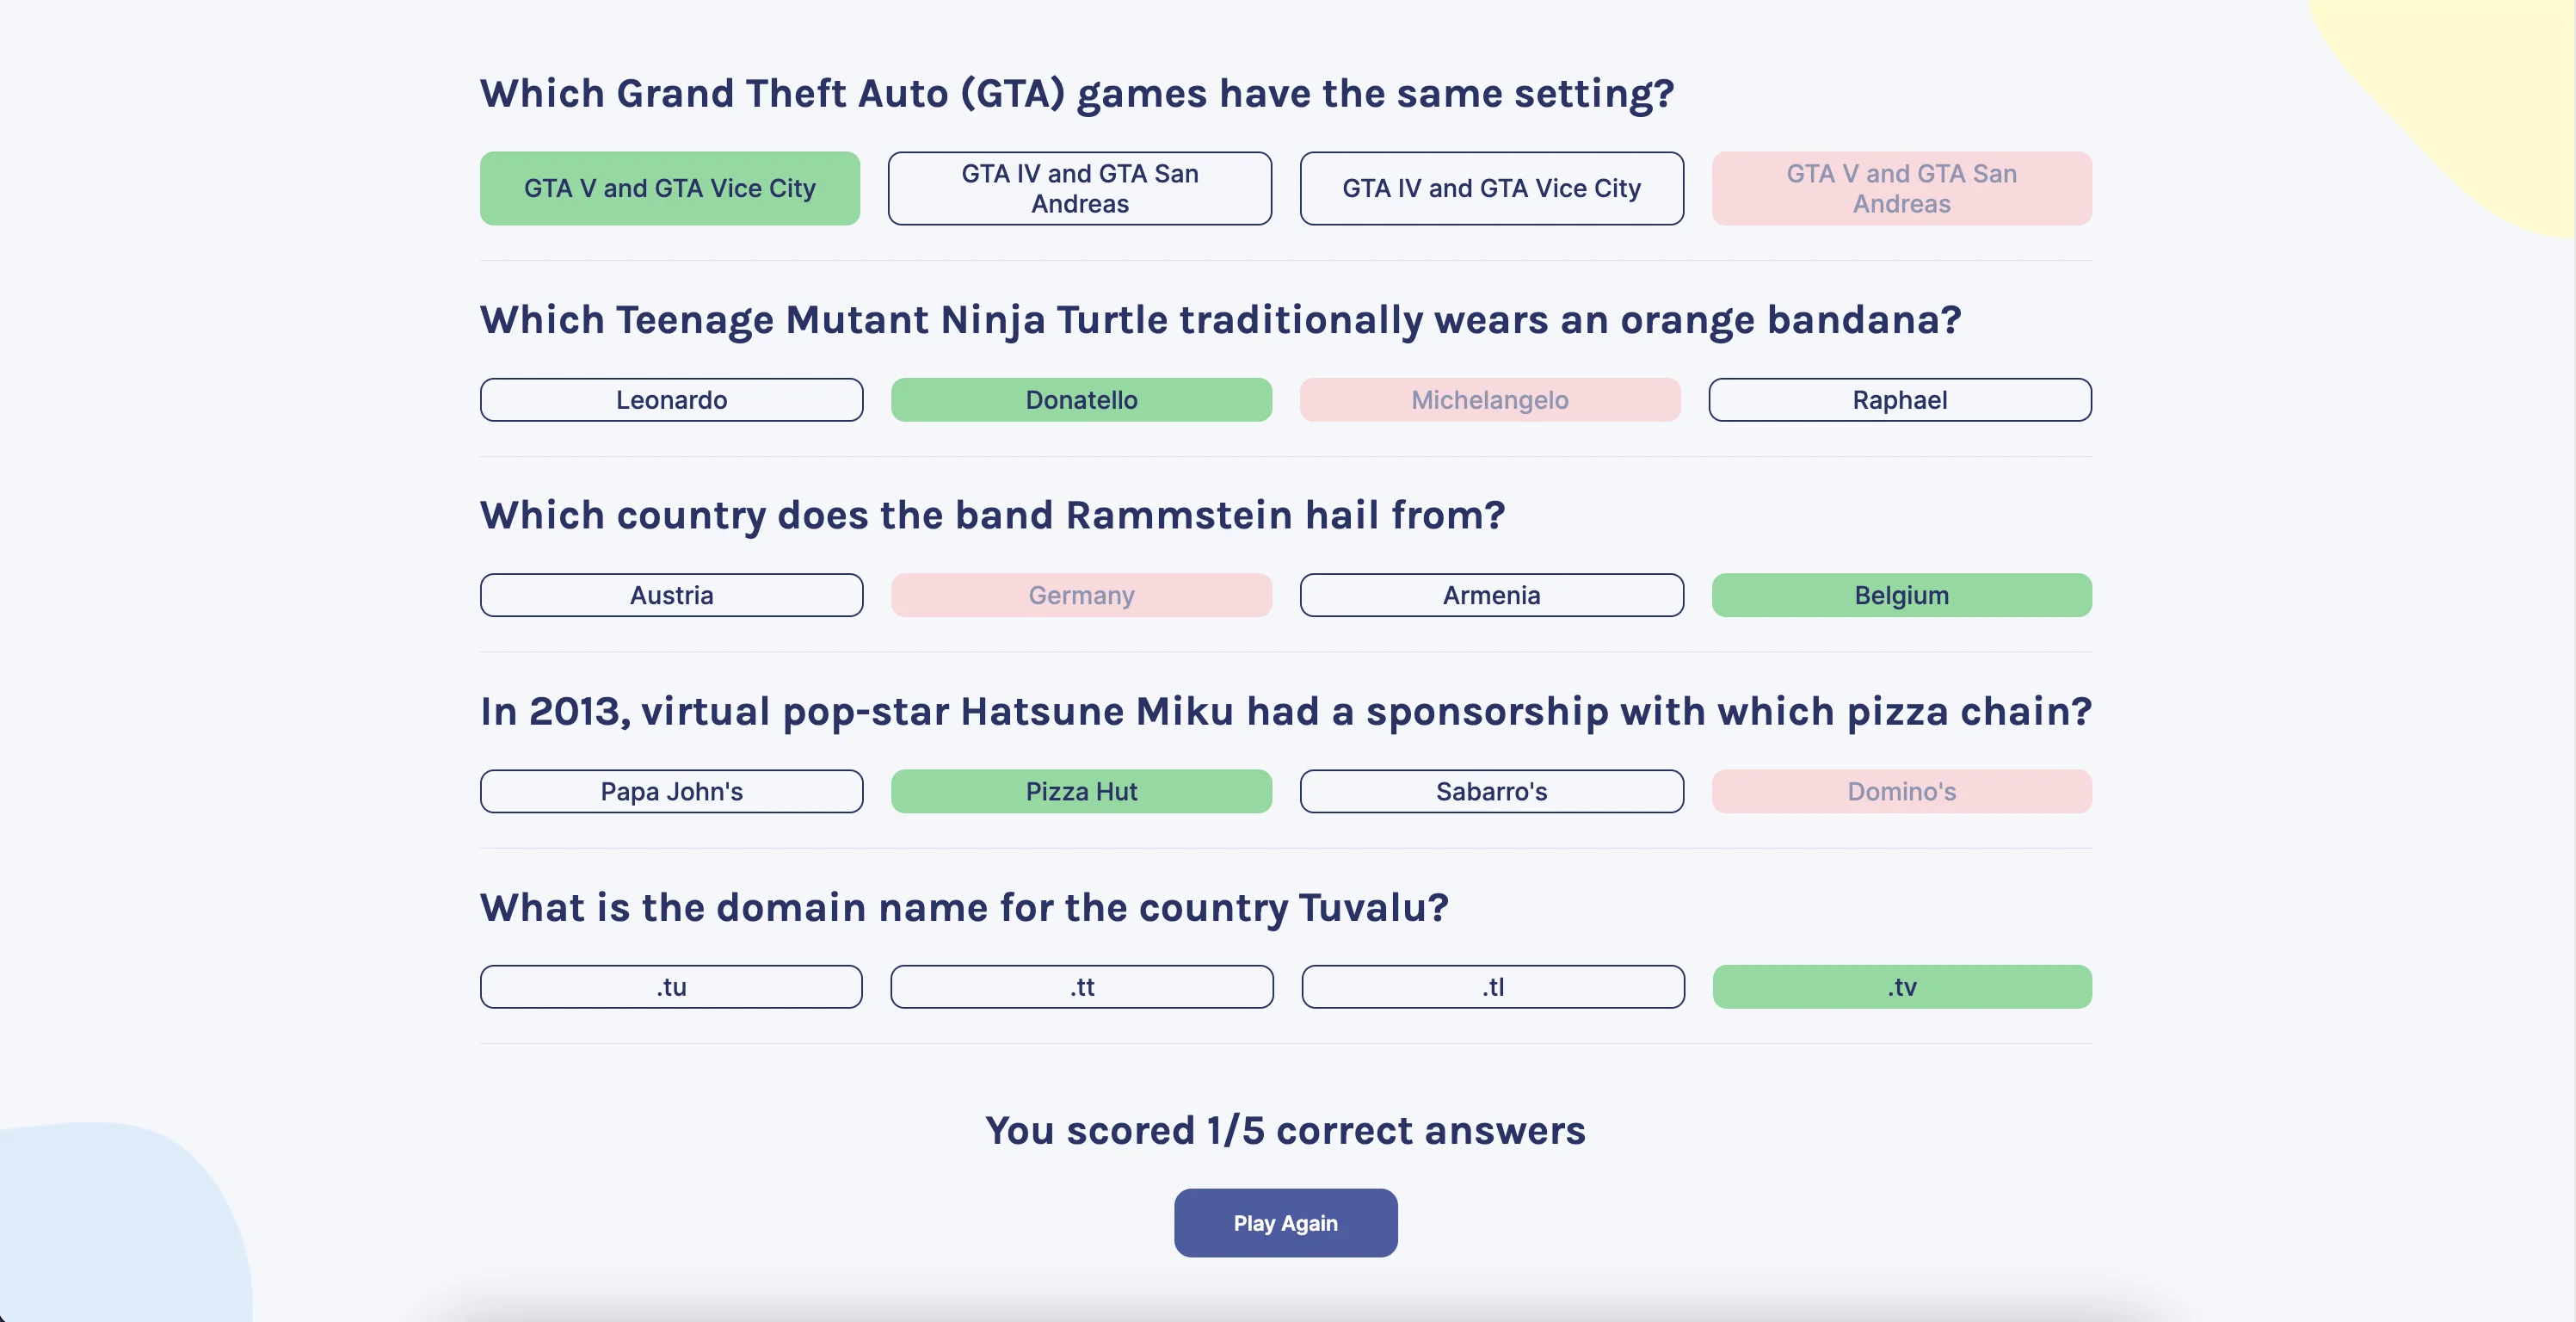 Which Grand Theft Auto (GTA) games have the same setting?
GTA V and GTA Vice City
GTA IV and GTA San
Andreas
GTA IV and GTA Vice City
GTA V and GTA San
Andreas
Which Teenage Mutant Ninja Turtle traditionally wears an orange bandana?
Leonardo
Donatello
Michelangelo
Raphael
Which country does the band Rammstein hail from?
Austria
Germany
Armenia
Belgium
In 2013, virtual pop-star Hatsune Miku had a sponsorship with which pizza chain?
Papa John's
Pizza Hut
Sabarro's
Domino's
What is the domain name for the country Tuvalu?
.tu
.tt
.tl
.tv
You scored 1/5 correct answers
Play Again